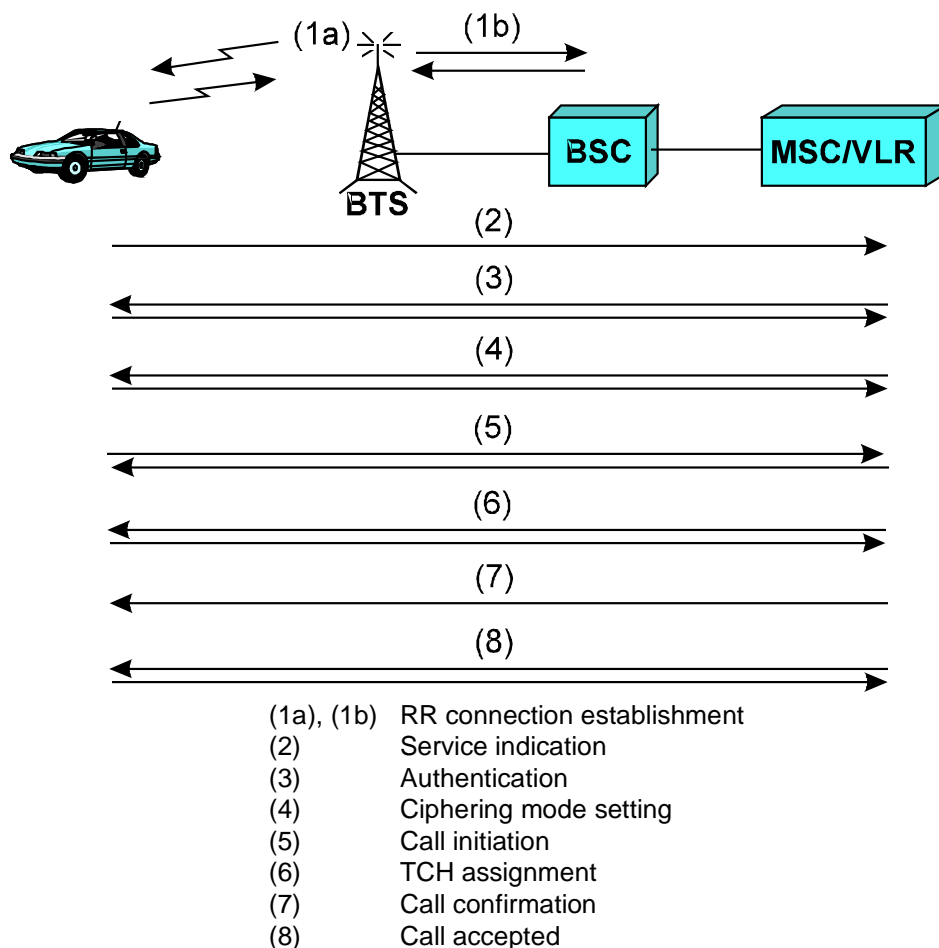 (1a)
(1b)
BSC
MSC/VLR
BTS
(2)
(3)
(4)
(5)
(6)
(7)
(8)
(1a), (1b) RR connection establishment
(2) Service indication
(3) Authentication
(4) Ciphering mode setting
(5) Call initiation
(6) TCH assignment
(7) Call confirmation
(8) Call accepted